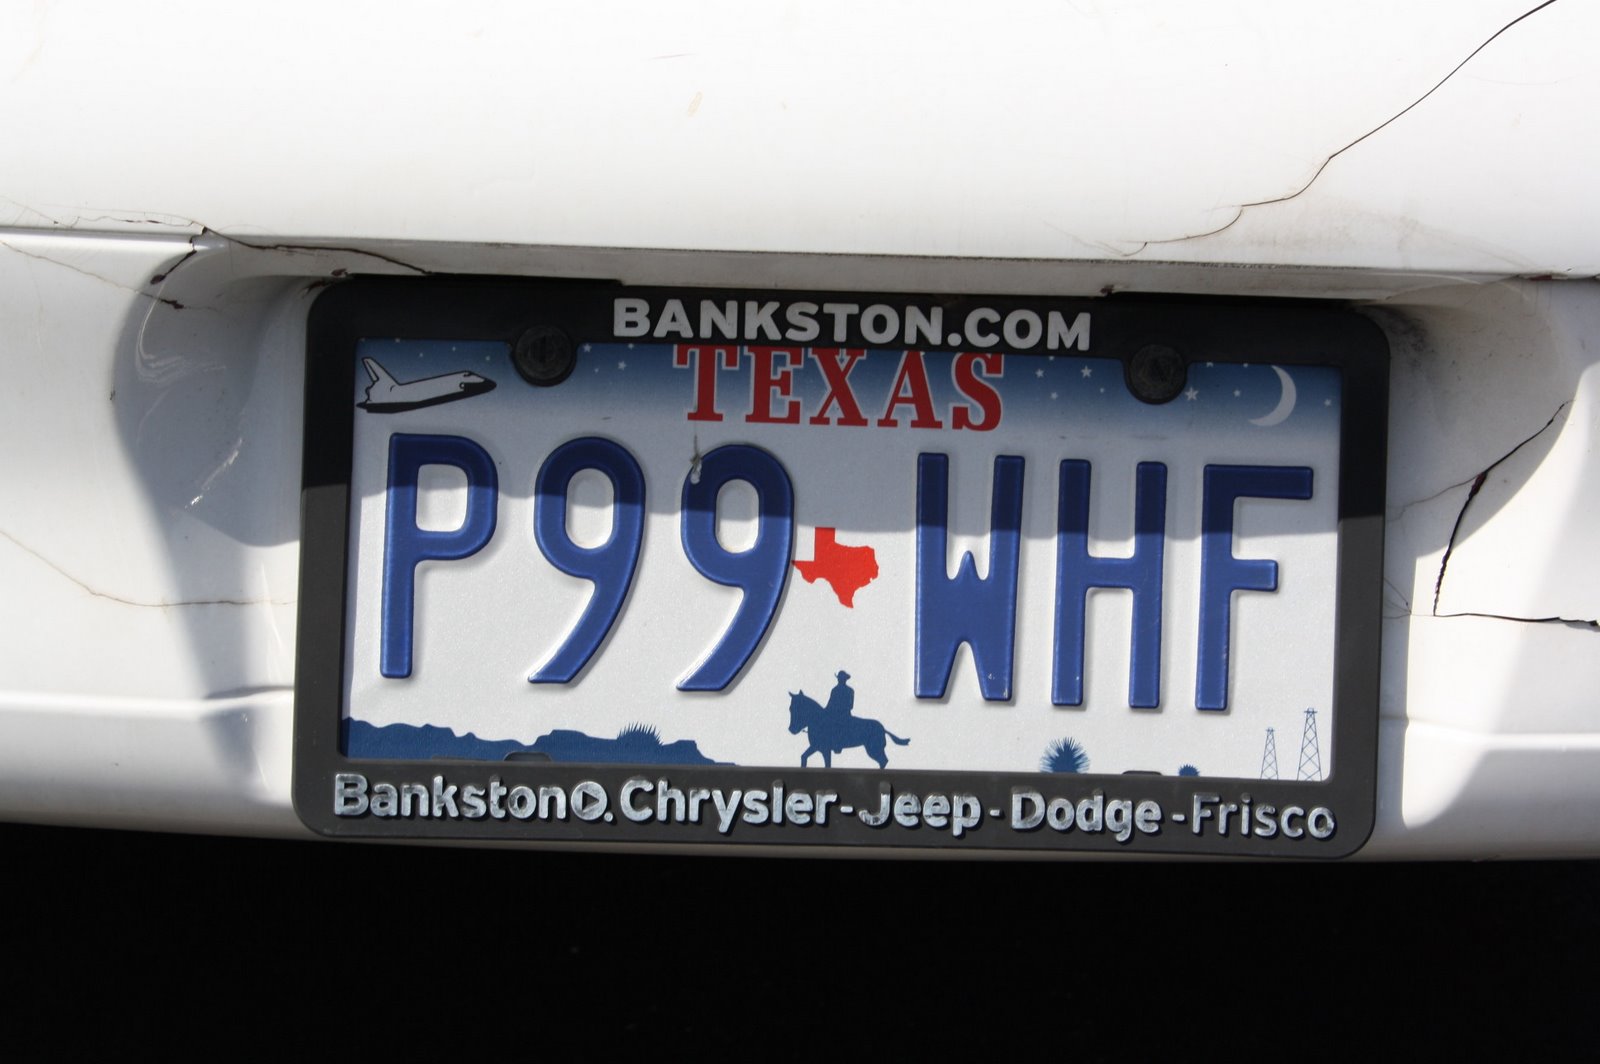 BANKSTON.COM
TEXAS
P99 WHF
Bankston. Chrysler-Jeep-Dodge-Frisco